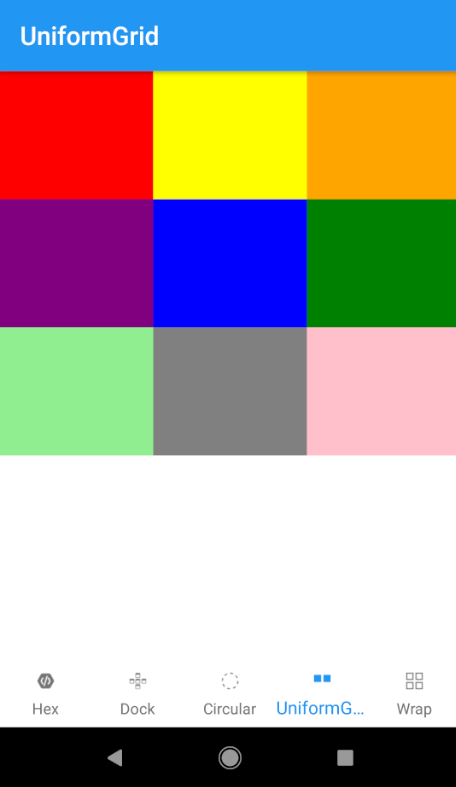 UniformGrid
Hex
Dock
Circular
UniformG...
Wrap